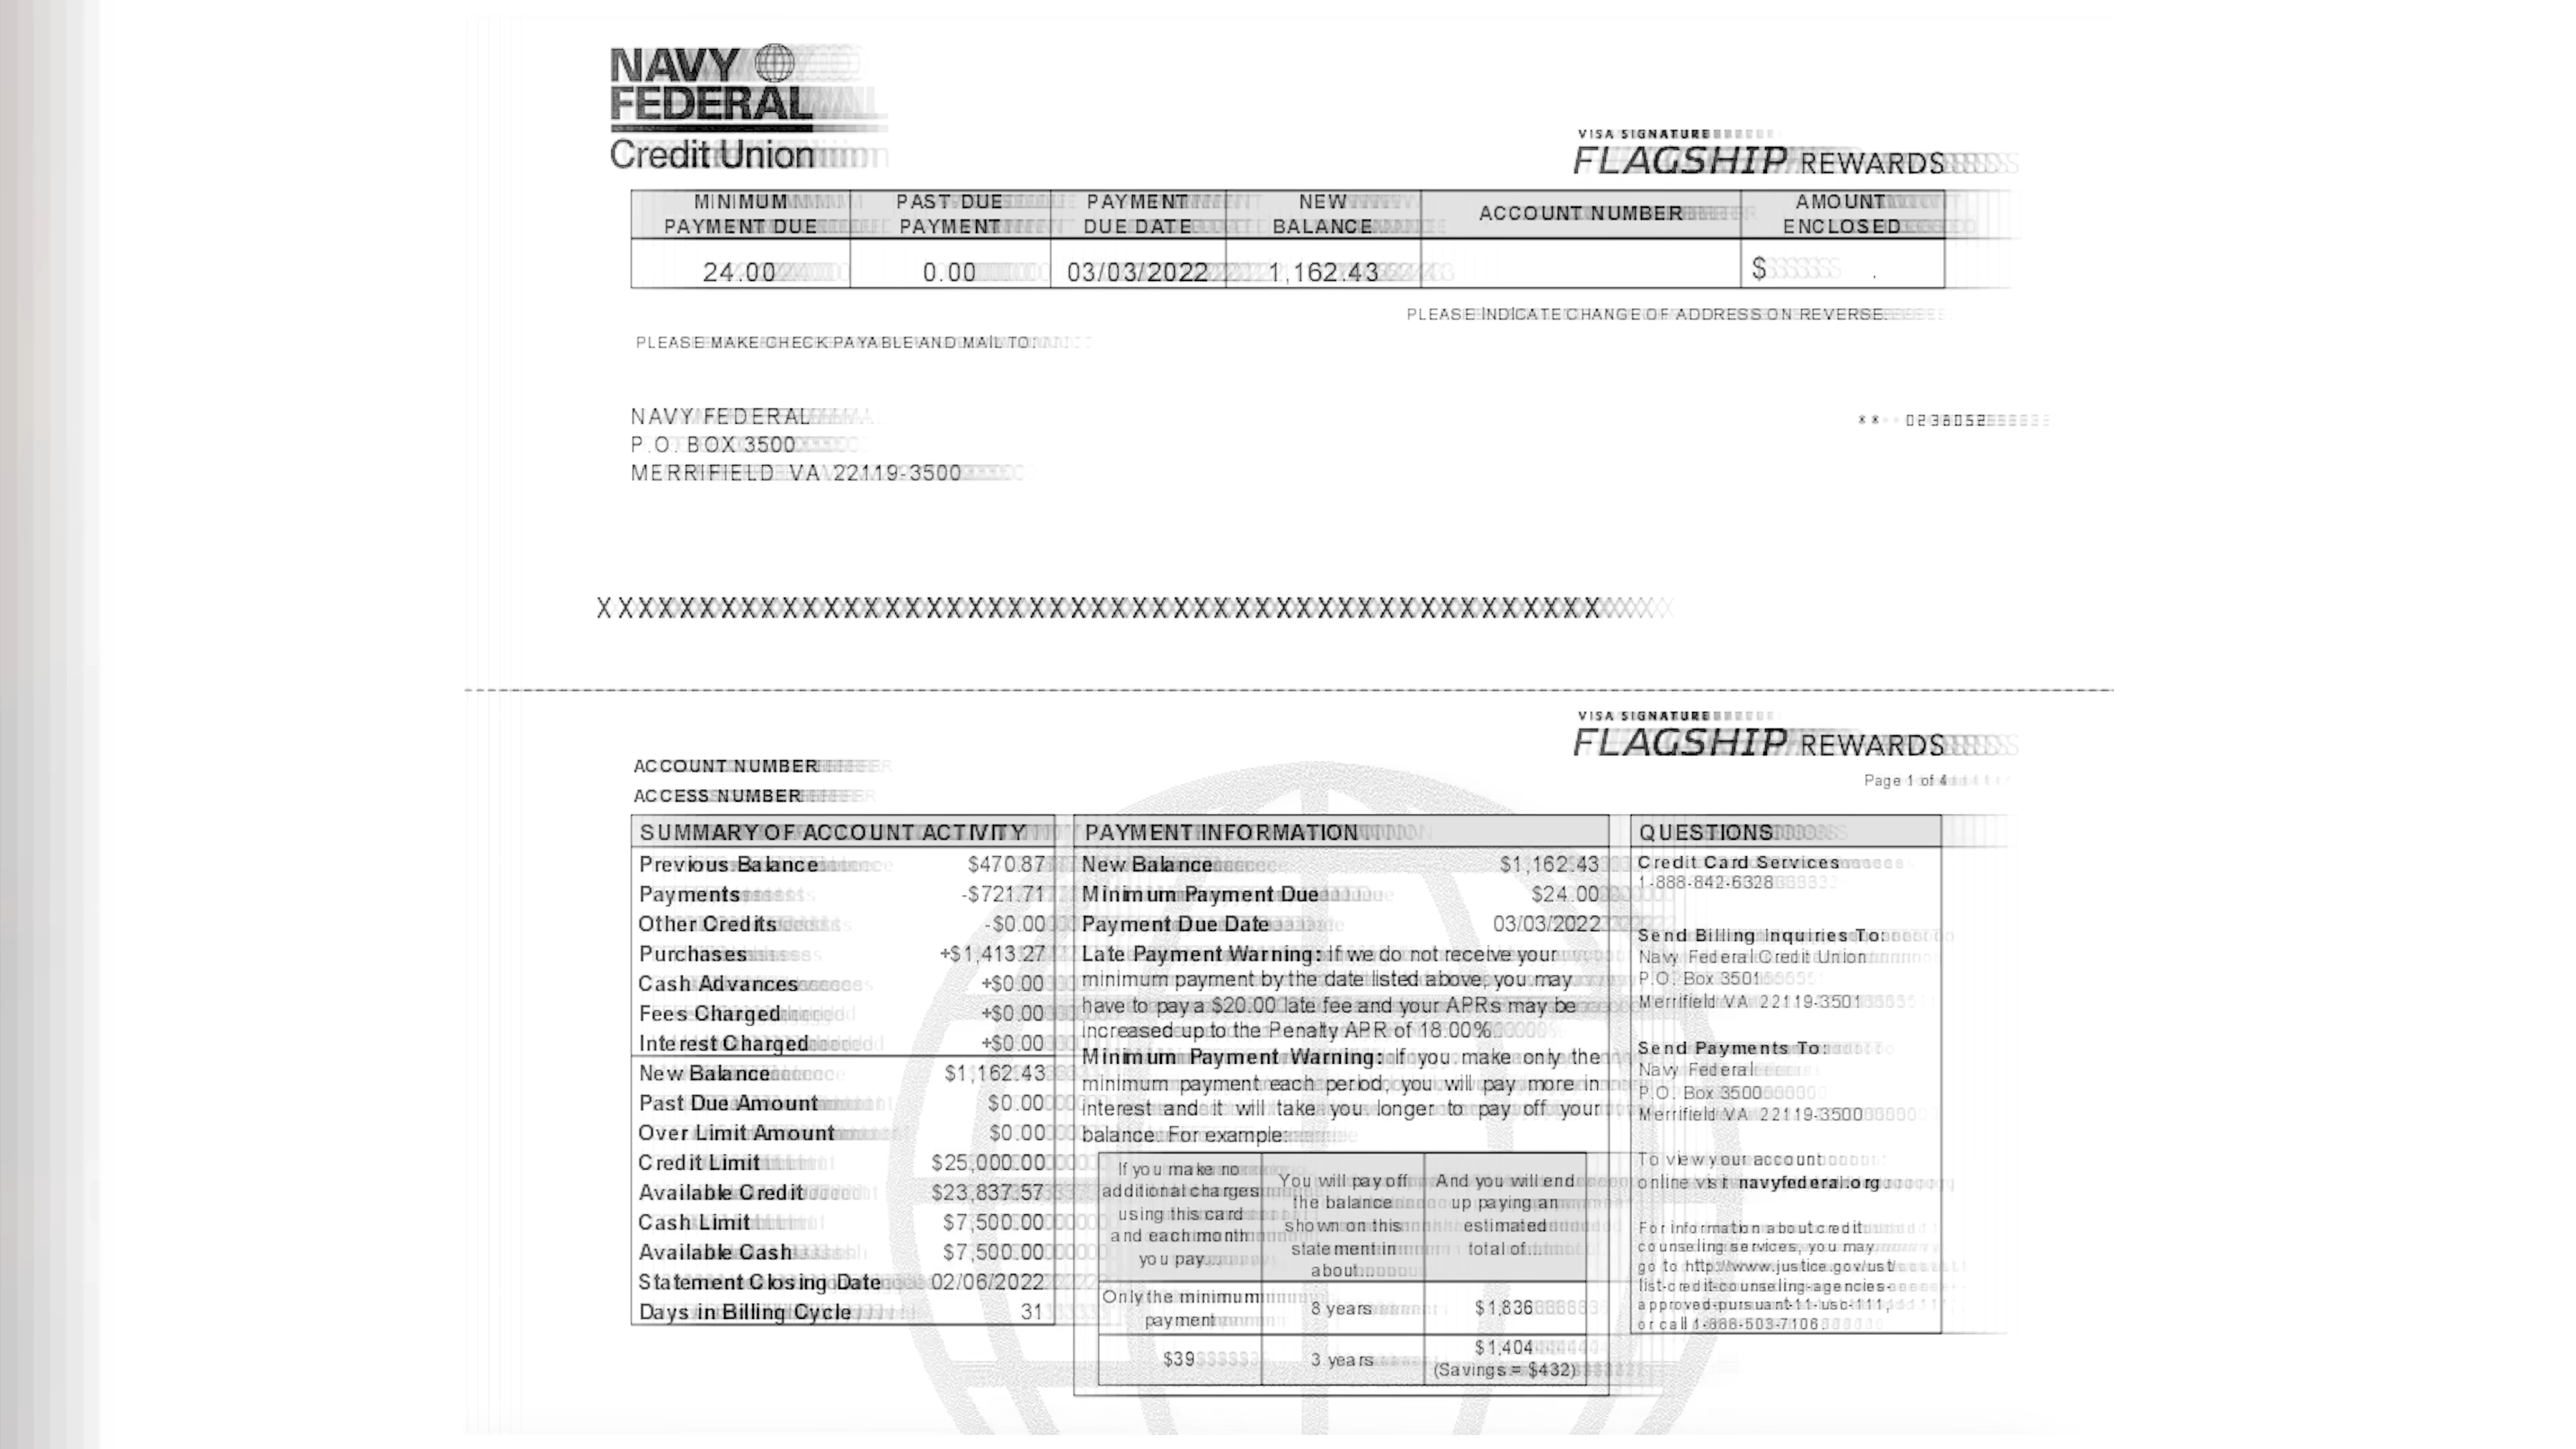 NAVY
FEDERAL
Credit Union
VISA SIGNATURE
FLAGSHIP REWARDS
MINIMUM PAYMENT DUE PAST DUE PAYMENT PAYMENT DUE DATE NEW BALANCE ACCOUNT NUMBER AMOUNT ENCLOSED
24.00 0.00 03/03/2022 1,162.43 $ .
PLEASE INDICATE CHANGE OF ADDRESS ON REVERSE.
PLEASE MAKE CHECK PAYABLE AND MAIL TO:
NAVY FEDERAL
P.O. BOX 3500
MERRIFIELD VA 22119-3500
XXXXXXXXXXXXXXXXXXXXXXXXXXXXXXXXXXXXXXXXXXXXXXXXX
VISA SIGNATURE
FLAGSHIP REWARDS
Page 1 of 4
ACCOUNT NUMBER
ACCESS NUMBER
SUMMARY OF ACCOUNT ACTIVITY
Previous Balance $470.87
Payments -$721.71
Other Credits -$0.00
Purchases +$1,413.27
Cash Advances +$0.00
Fees Charged +$0.00
Interest Charged +$0.00
New Balance $1,162.43
Past Due Amount $0.00
Over Limit Amount $0.00
Credit Limit $25,000.00
Available Credit $23,837.57
Cash Limit $7,500.00
Available Cash $7,500.00
Statement Closing Date 02/06/2022
Days in Billing Cycle 31
PAYMENT INFORMATION
New Balance $1,162.43
Minimum Payment Due $24.00
Payment Due Date 03/03/2022
Late Payment Warning: If we do not receive your
minimum payment by the date listed above, you may
have to pay a $20.00 late fee and your APRs may be
increased up to the Penalty APR of 18.00%.
Minimum Payment Warning: If you make only the
minimum payment each period, you will pay more in
interest and it will take you longer to pay off your
balance. For example:
If you make no
additional charges
using this card
and each month
you pay...
You will pay off
the balance
shown on this
statement in
about...
And you will end
up paying an
estimated
total of...
Only the minimum
payment
8 years
$1,836
$39
3 years
$1,404
(Savings = $432)
QUESTIONS
Credit Card Services
1-888-842-6328
Send Billing Inquiries To:
Navy Federal Credit Union
P.O. Box 3501
Merrifield VA 22119-3501
Send Payments To:
Navy Federal
P.O. Box 3500
Merrifield VA 22119-3500
To view your account
online visit navyfederal.org
For information about credit
counseling services, you may
go to http://www.justice.gov/ust/
list-credit-counseling-agencies-
approved-pursuant-11-usc-111,
or call 1-888-503-7106.